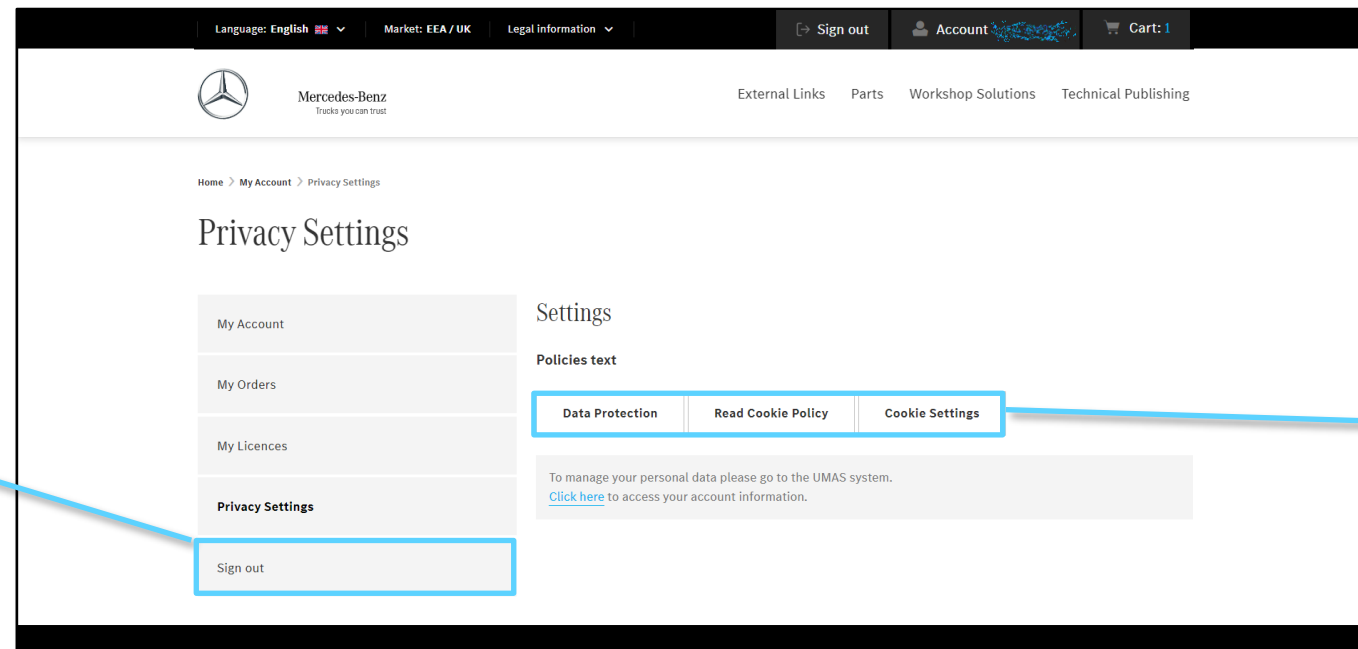 Language: English Market: EEA / UK Legal information Sign out Account Cart: 1
Mercedes-Benz
Trucks you can trust
External Links Parts Workshop Solutions Technical Publishing
Home > My Account > Privacy Settings
Privacy Settings
My Account
My Orders
My Licences
Privacy Settings
Sign out
Settings
Policies text
Data Protection Read Cookie Policy Cookie Settings
To manage your personal data please go to the UMAS system.
Click here to access your account information.